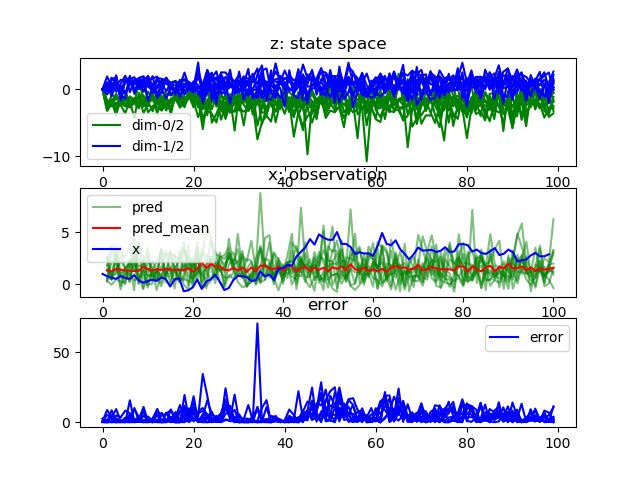 z: state space
0
−10
dim-0/2
dim-1/2
0 20 40 60 80 100
x: observation
5
0
pred
pred_mean
x
0 20 40 60 80 100
error
50
0
error
0 20 40 60 80 100